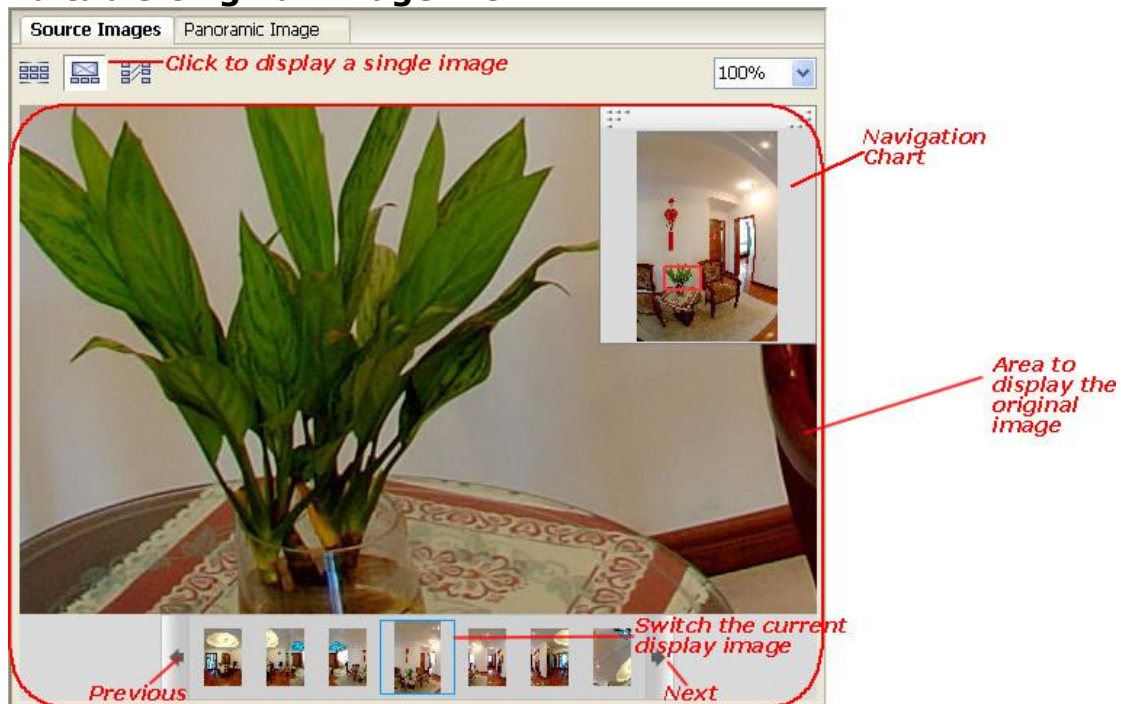 Source Images Panoramic Image
Click to display a single image
100%
Navigation
Chart
Area to
display the
original
image
Switch the current
display image
Previous
Next